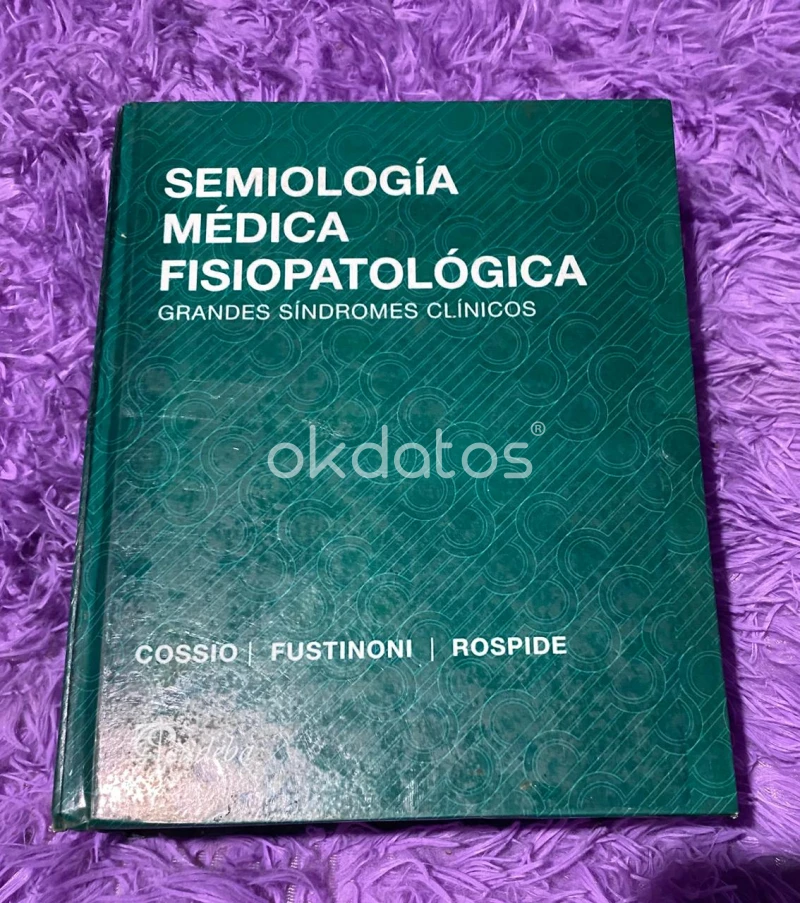 SEMIOLOGÍA
MÉDICA
FISIOPATOLÓGICA
GRANDES SÍNDROMES CLÍNICOS
okdatos®
COSSIO | FUSTINONI | ROSPIDE